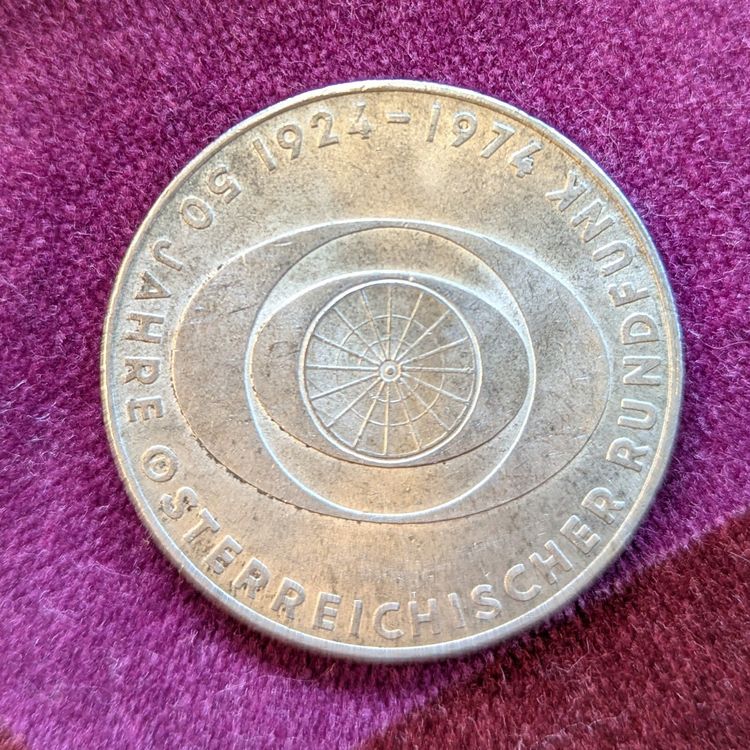 50 JAHRE ÖSTERREICHISCHER RUNDFUNK
1924-1974